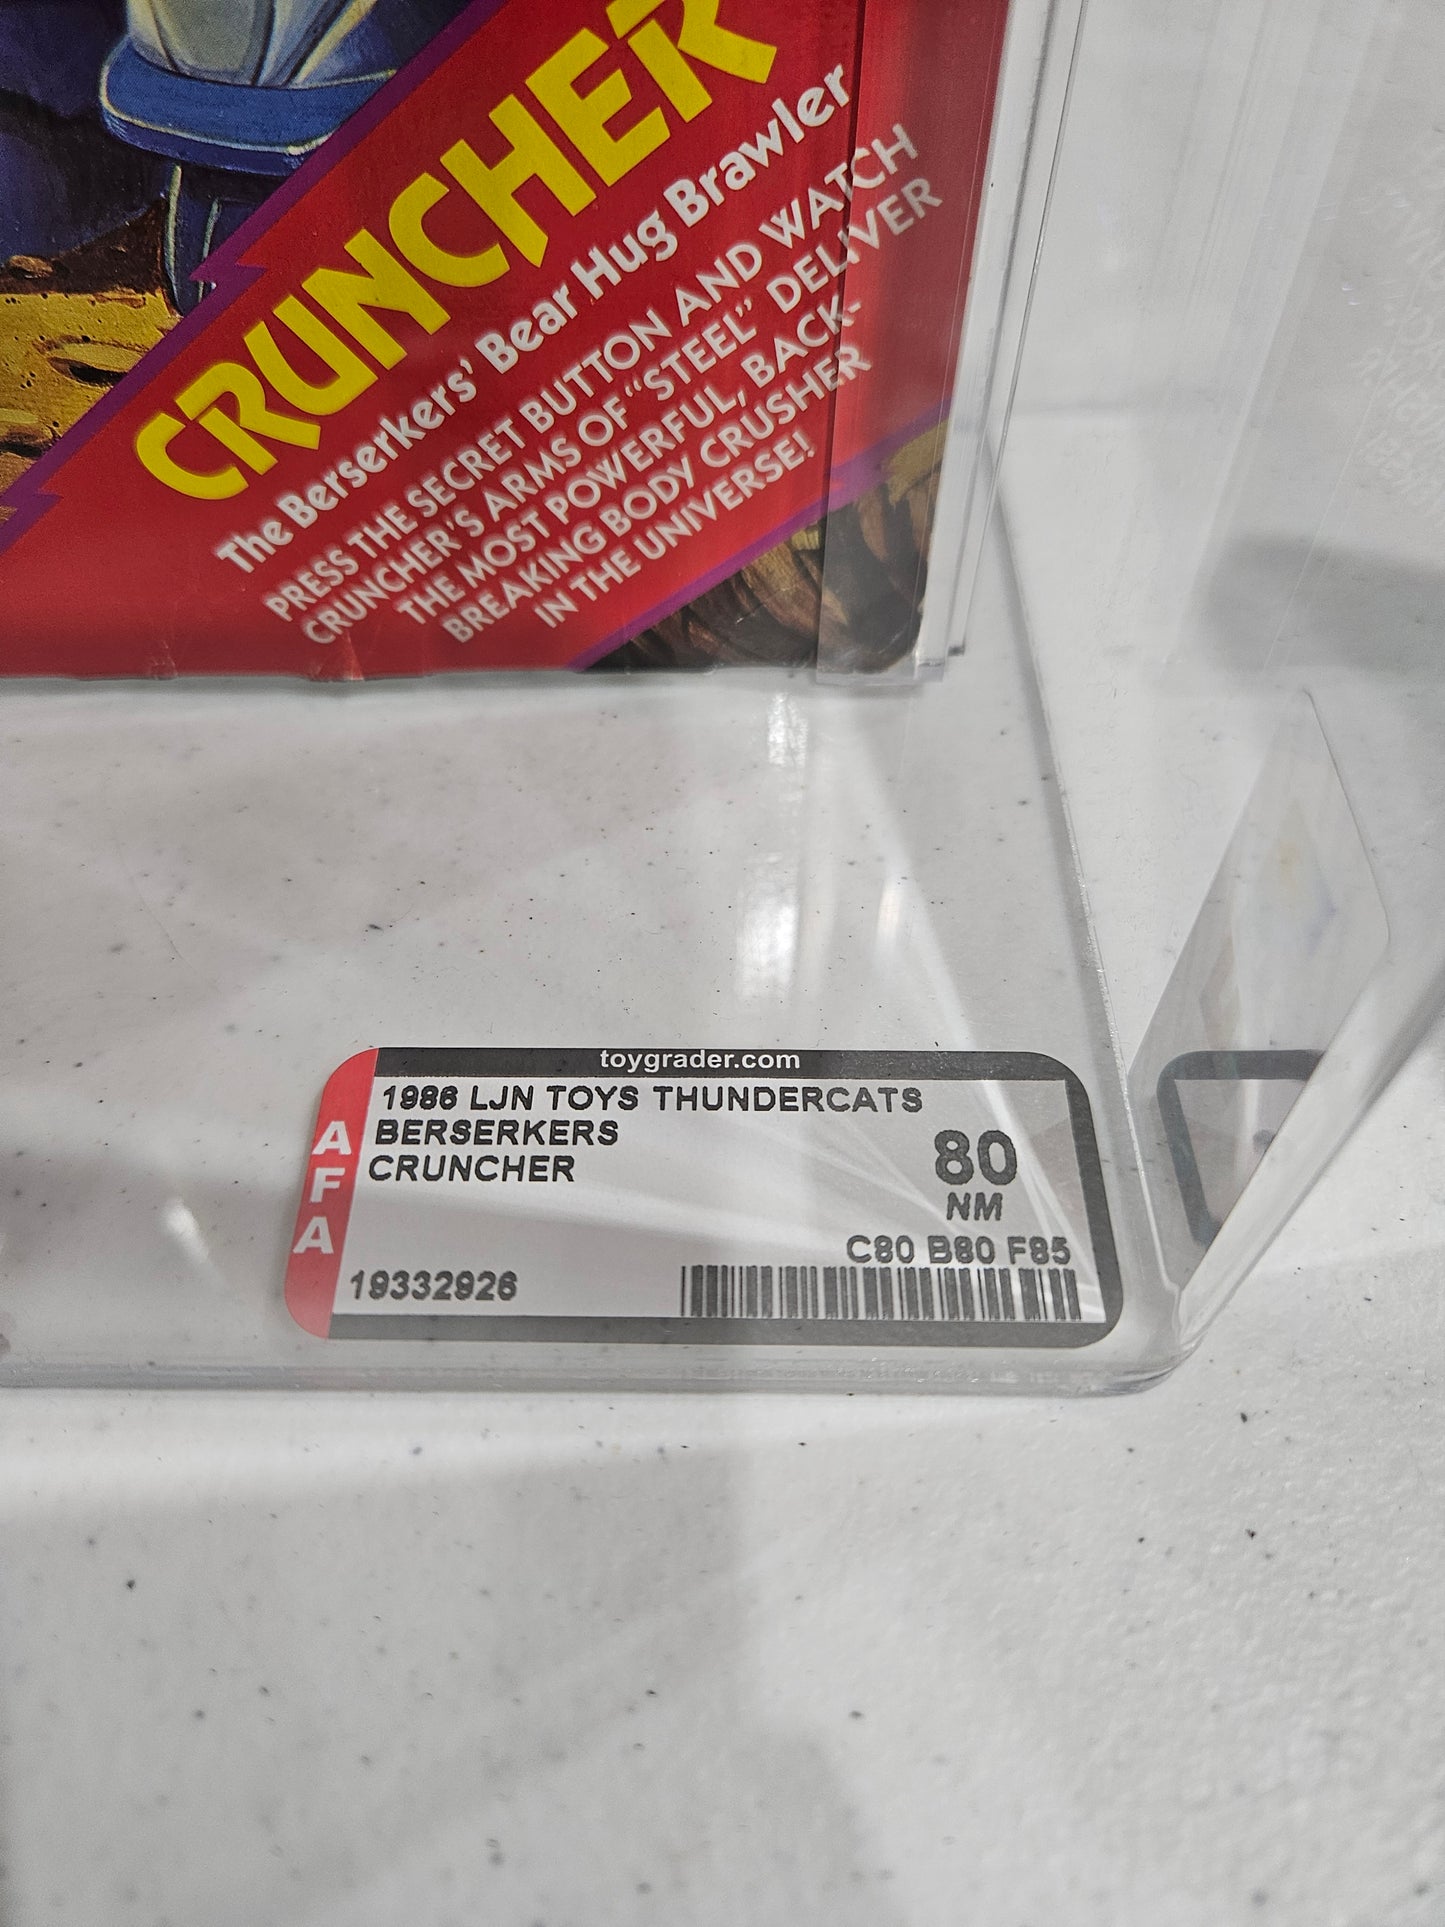 CRUNCHER
The Berserkers' Bear Hug Brawler
PRESS THE SECRET BUTTON AND WATCH
CRUNCHER'S ARMS OF "STEEL" DELIVER
THE MOST POWERFUL, BACK-
BREAKING BODY CRUSHER
IN THE UNIVERSE!
toygrader.com
AFA
1986 LJN TOYS THUNDERCATS
BERSERKERS
CRUNCHER
80
NM
C80 B80 F85
19332926